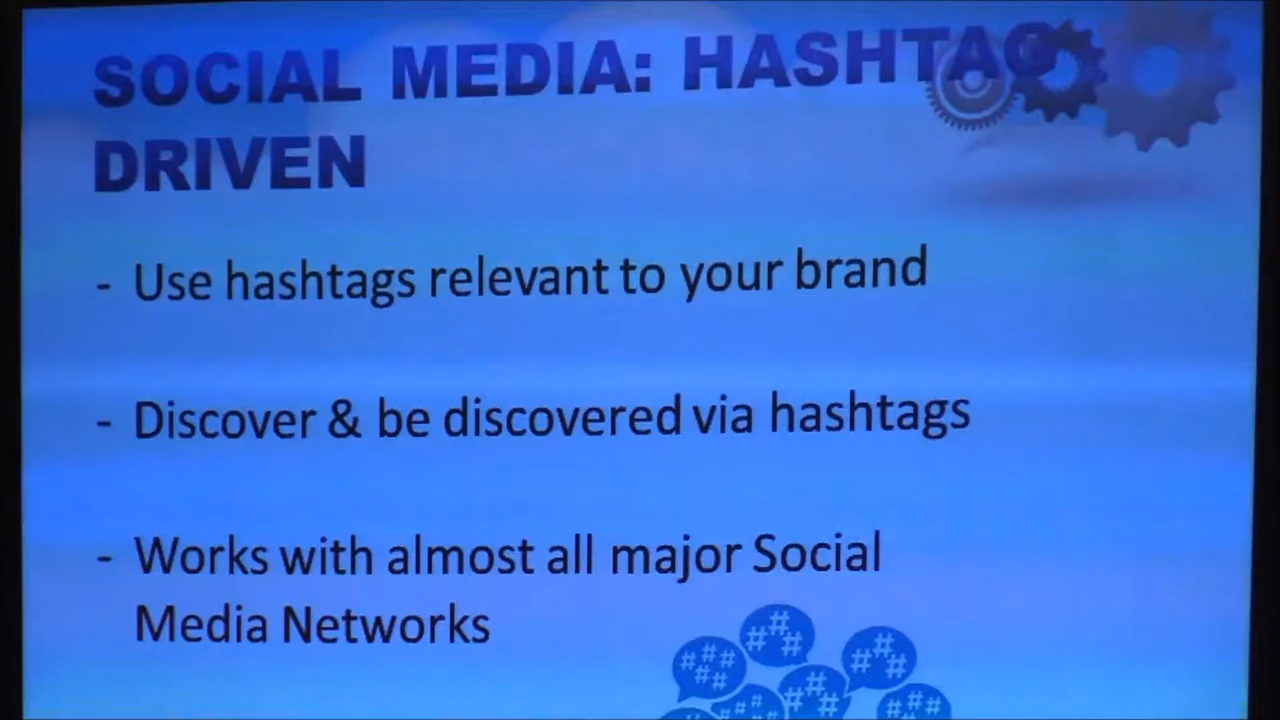 SOCIAL MEDIA: HASHTAG
DRIVEN
- Use hashtags relevant to your brand
- Discover & be discovered via hashtags
- Works with almost all major Social
Media Networks